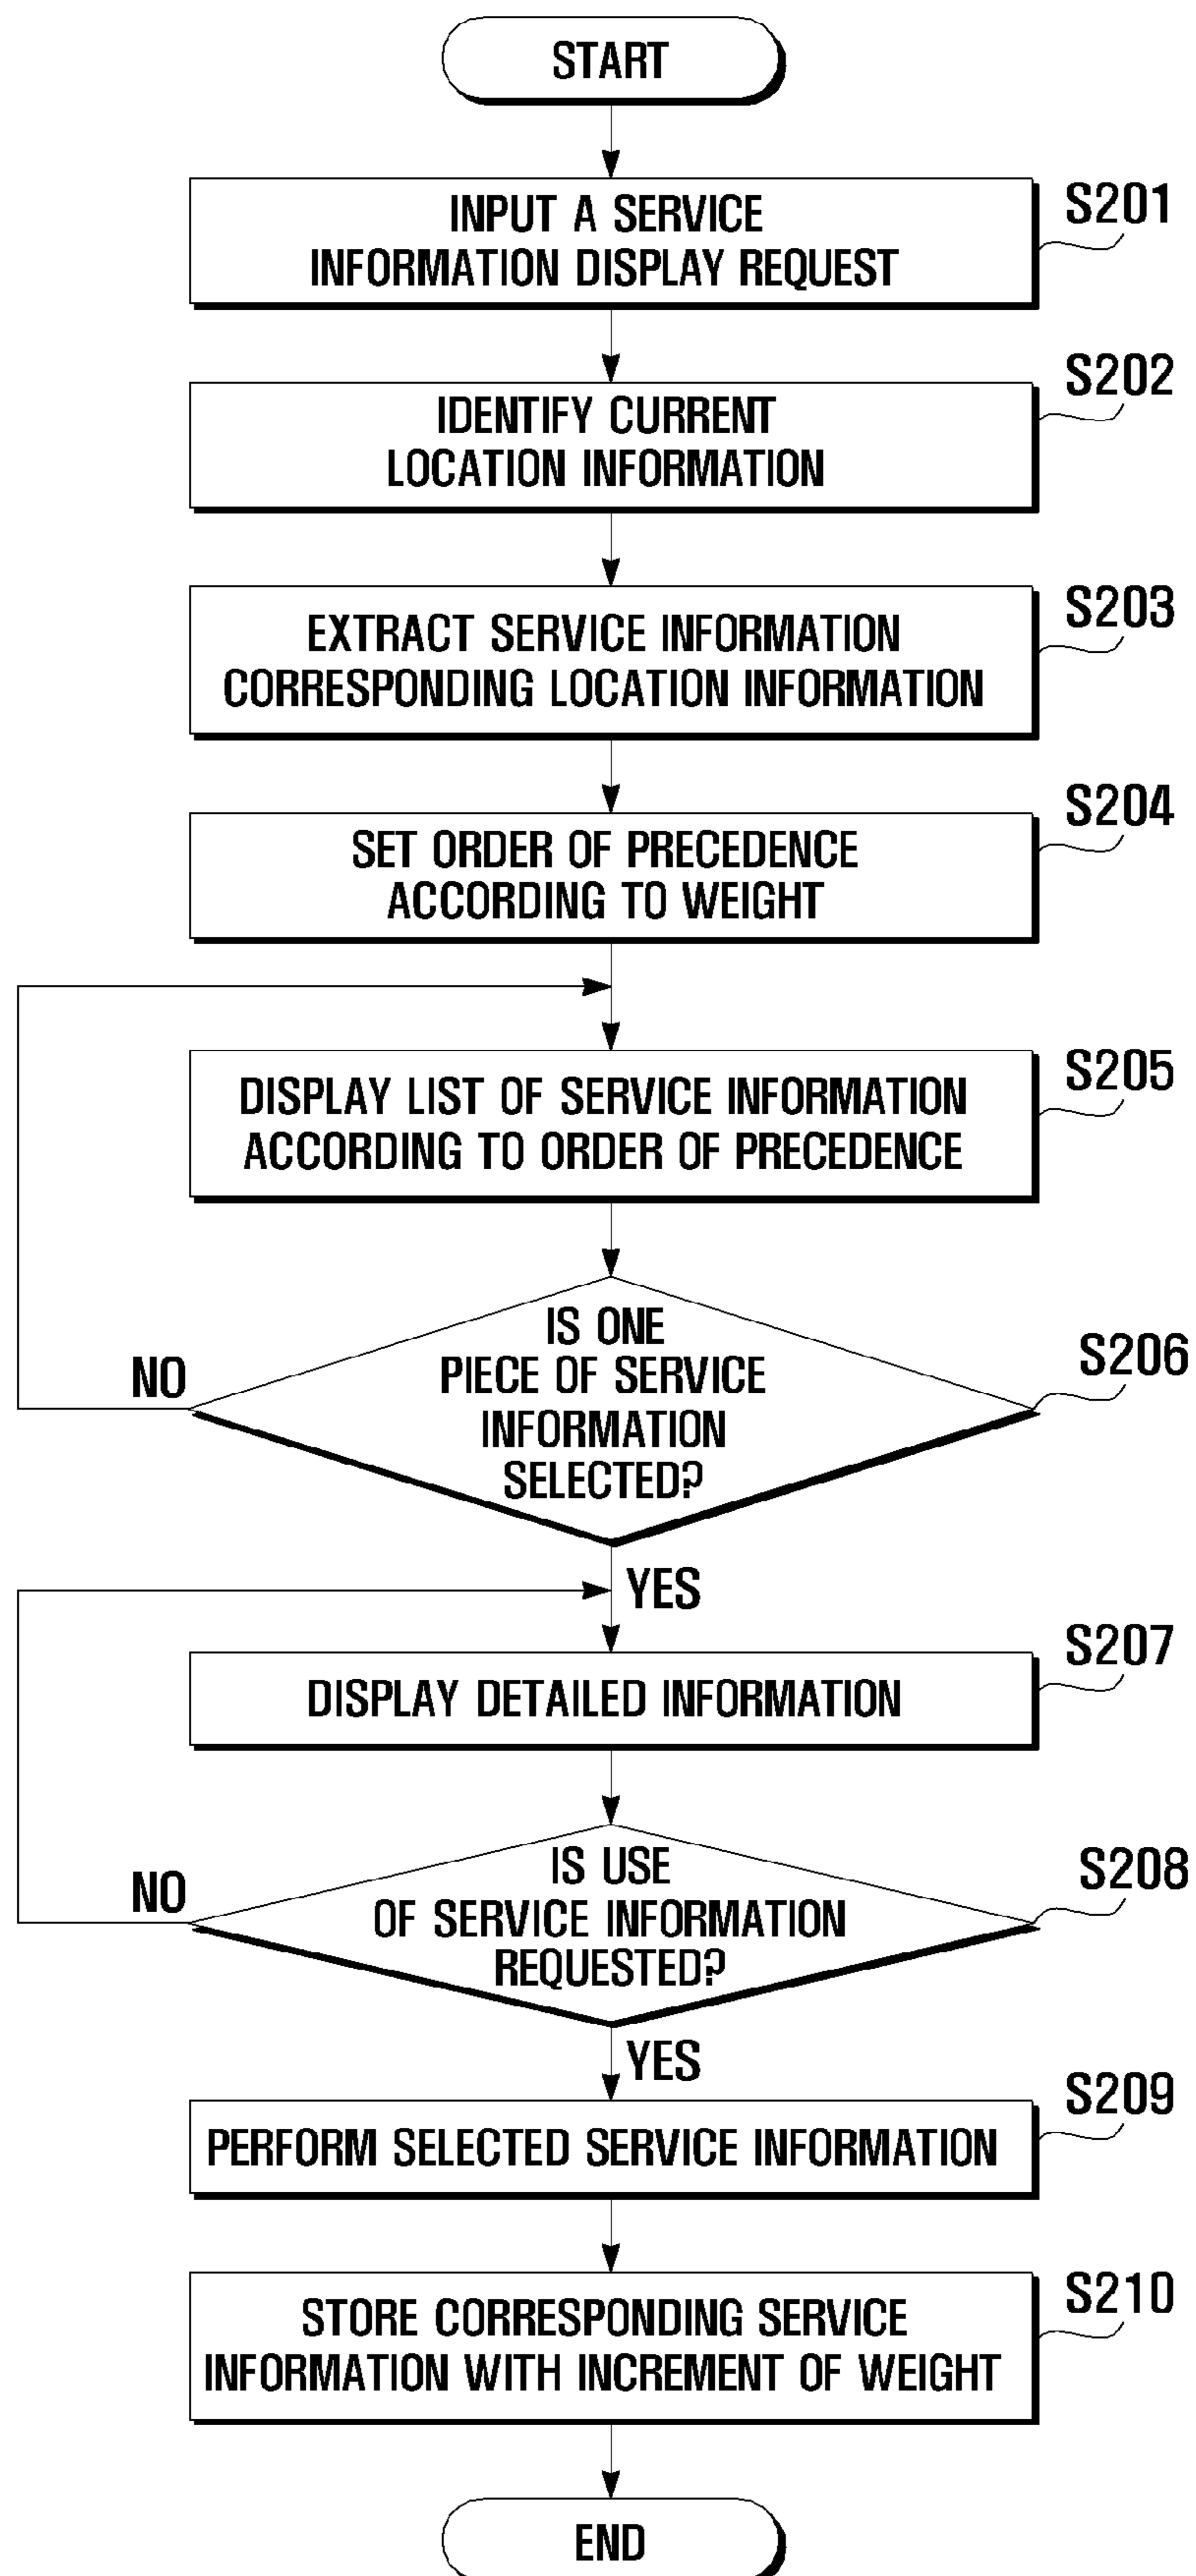 START
INPUT A SERVICE
INFORMATION DISPLAY REQUEST
S201
IDENTIFY CURRENT
LOCATION INFORMATION
S202
EXTRACT SERVICE INFORMATION
CORRESPONDING LOCATION INFORMATION
S203
SET ORDER OF PRECEDENCE
ACCORDING TO WEIGHT
S204
DISPLAY LIST OF SERVICE INFORMATION
ACCORDING TO ORDER OF PRECEDENCE
S205
IS ONE
PIECE OF SERVICE
INFORMATION
SELECTED?
S206
NO
YES
DISPLAY DETAILED INFORMATION
S207
IS USE
OF SERVICE INFORMATION
REQUESTED?
S208
NO
YES
PERFORM SELECTED SERVICE INFORMATION
S209
STORE CORRESPONDING SERVICE
INFORMATION WITH INCREMENT OF WEIGHT
S210
END